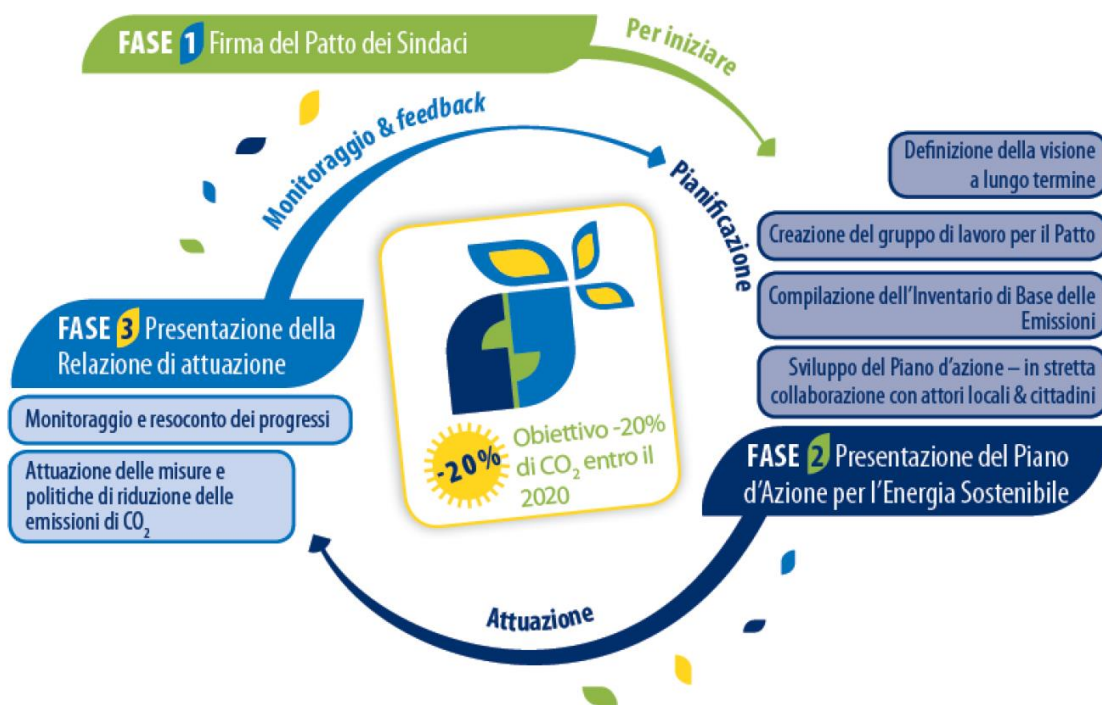 FASE 1 Firma del Patto dei Sindaci
Per iniziare
Monitoraggio & feedback
Pianificazione
Definizione della visione
a lungo termine
Creazione del gruppo di lavoro per il Patto
Compilazione dell'Inventario di Base delle
Emissioni
Sviluppo del Piano d'azione – in stretta
collaborazione con attori locali & cittadini
FASE 2 Presentazione del Piano
d'Azione per l'Energia Sostenibile
Attuazione
FASE 3 Presentazione della
Relazione di attuazione
Monitoraggio e resoconto dei progressi
Attuazione delle misure e
politiche di riduzione delle
emissioni di CO₂
-20%
Obiettivo -20%
di CO₂ entro il
2020